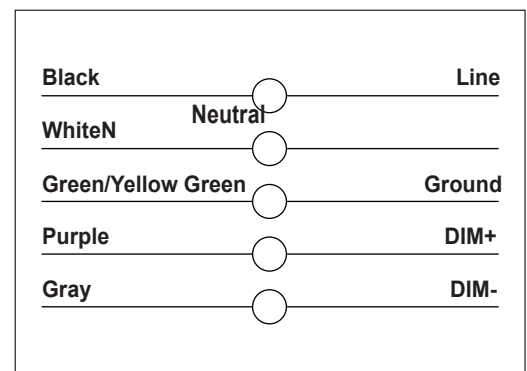 Black Line
Neutral
WhiteN
Green/Yellow Green Ground
Purple DIM+
Gray DIM-